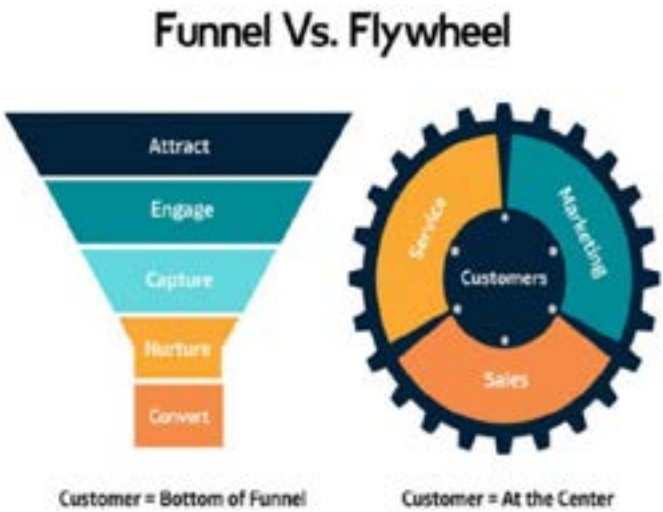 Funnel Vs. Flywheel
Attract
Engage
Capture
Nurture
Convert
Service
Marketing
Customers
Sales
Customer = Bottom of Funnel
Customer = At the Center